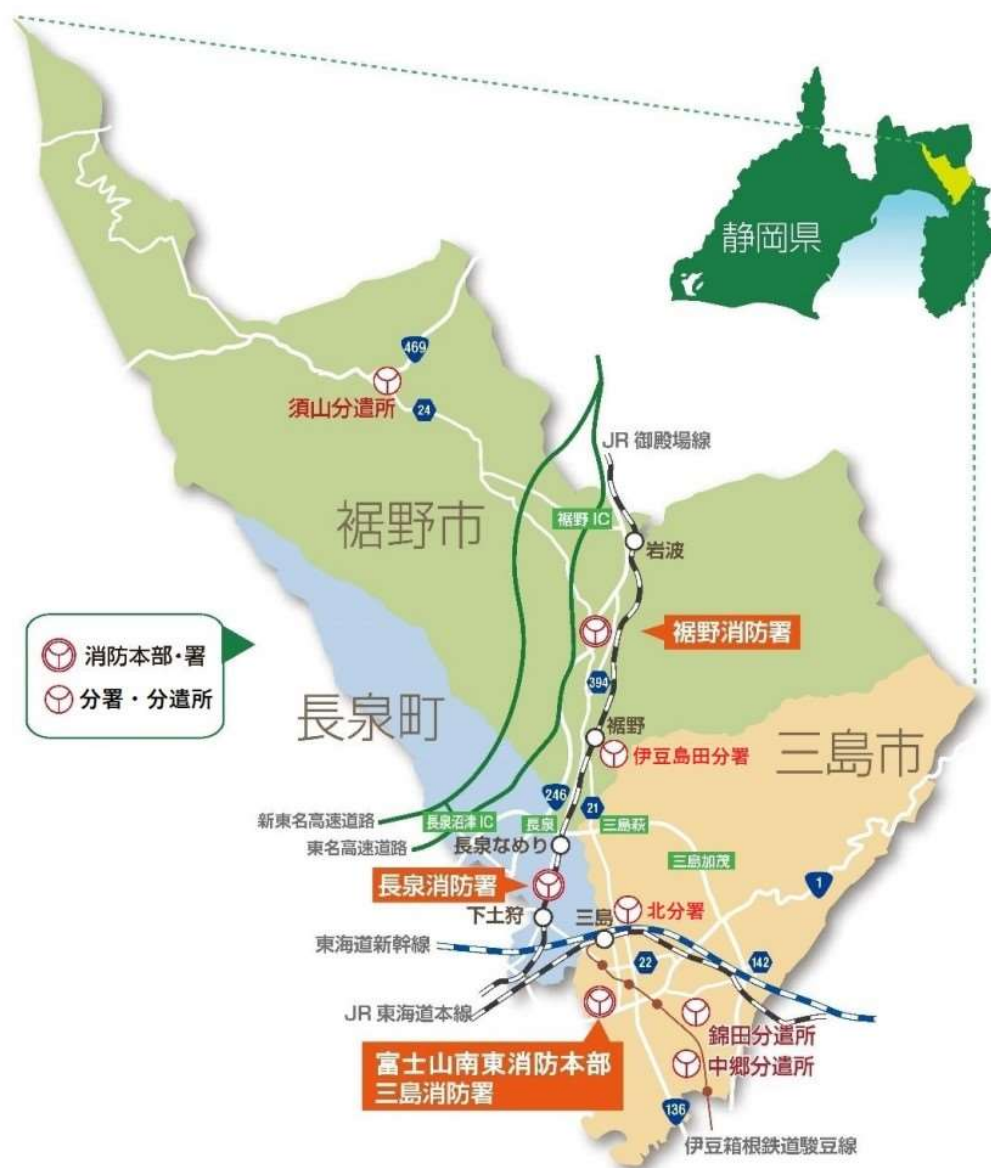 静岡県
469
須山分遣所
24
JR 御殿場線
裾野市
裾野 IC
岩波
消防本部・署
分署・分遣所
裾野消防署
394
長泉町
裾野
伊豆島田分署
三島市
246
21
新東名高速道路
長泉沼津 IC
長泉
三島萩
東名高速道路
長泉なめり
三島加茂
長泉消防署
1
下土狩
三島
北分署
東海道新幹線
22
142
JR 東海道本線
錦田分遣所
富士山南東消防本部
三島消防署
中郷分遣所
136
伊豆箱根鉄道駿豆線